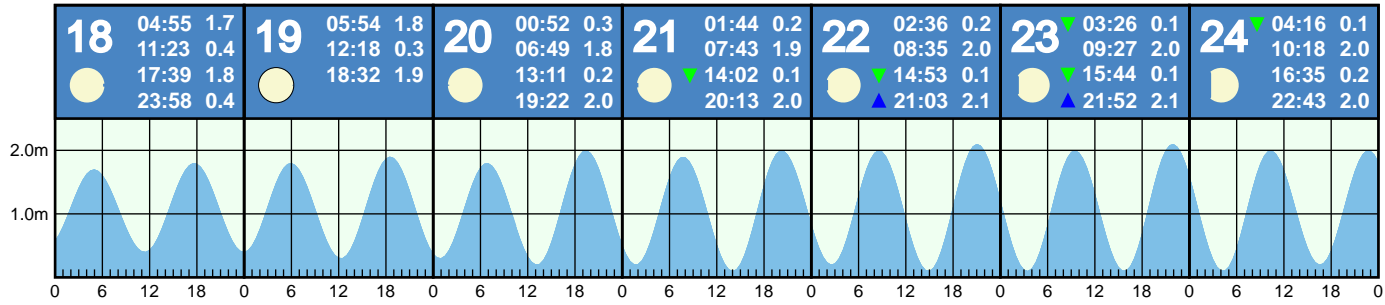 18
04:55 1.7
11:23 0.4
17:39 1.8
23:58 0.4
19
05:54 1.8
12:18 0.3
18:32 1.9
20
00:52 0.3
06:49 1.8
13:11 0.2
19:22 2.0
21
01:44 0.2
07:43 1.9
▼ 14:02 0.1
20:13 2.0
22
02:36 0.2
08:35 2.0
▼ 14:53 0.1
▲ 21:03 2.1
23
▼ 03:26 0.1
09:27 2.0
▼ 15:44 0.1
▲ 21:52 2.1
24
▼ 04:16 0.1
10:18 2.0
16:35 0.2
22:43 2.0
2.0m
1.0m
0 6 12 18 0 6 12 18 0 6 12 18 0 6 12 18 0 6 12 18 0 6 12 18 0 6 12 18 0